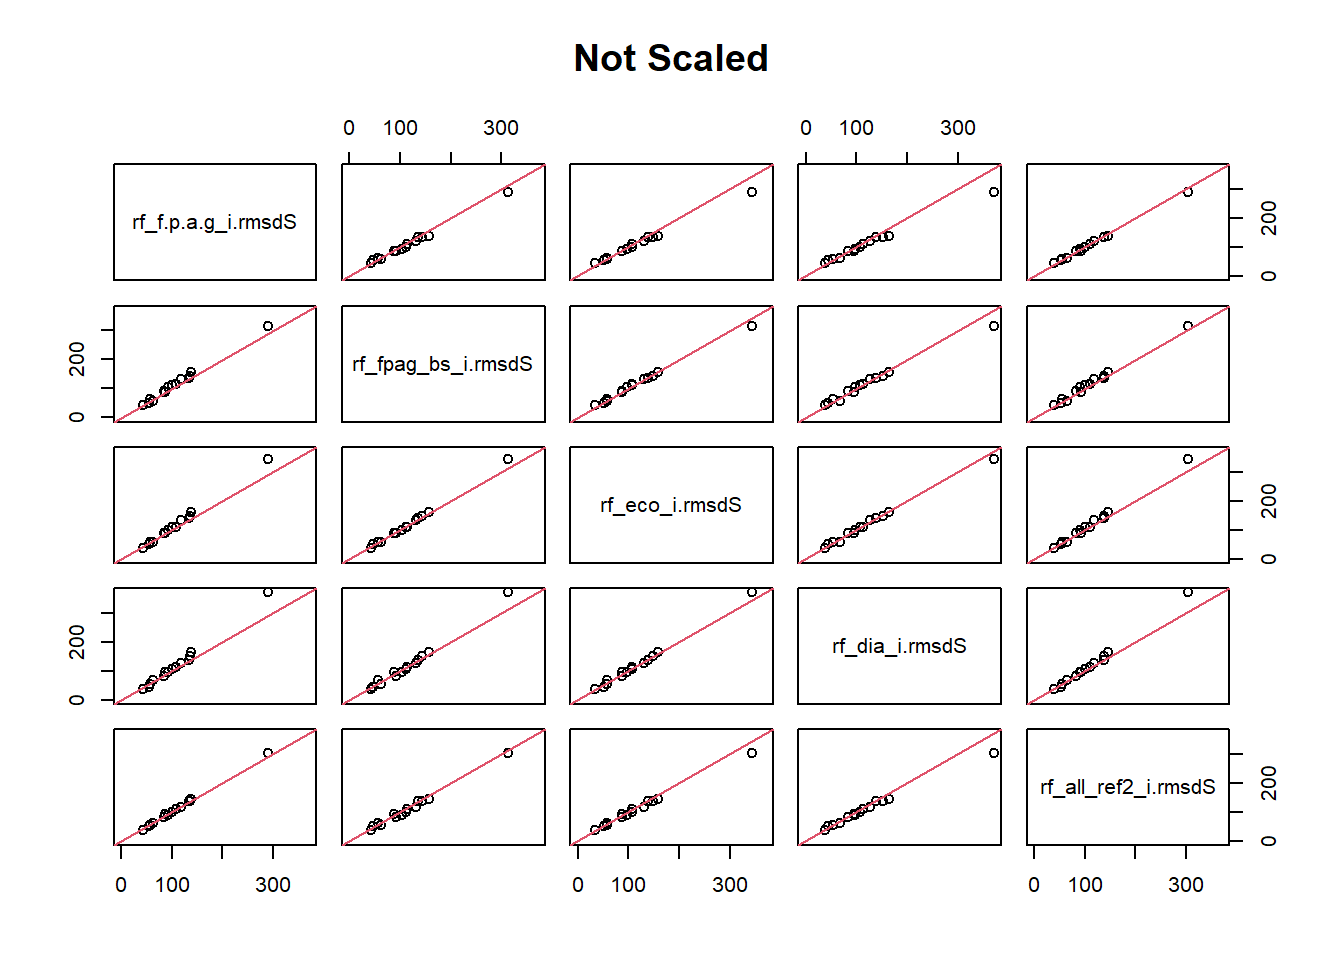 Not Scaled
0 100 300 0 100 300
rf_f.p.a.g_i.rmsdS
0 200
rf_fpag_bs_i.rmsdS
0 200
rf_eco_i.rmsdS
0 200
rf_dia_i.rmsdS
0 200
rf_all_ref2_i.rmsdS
0 200
0 100 300 0 100 300 0 100 300